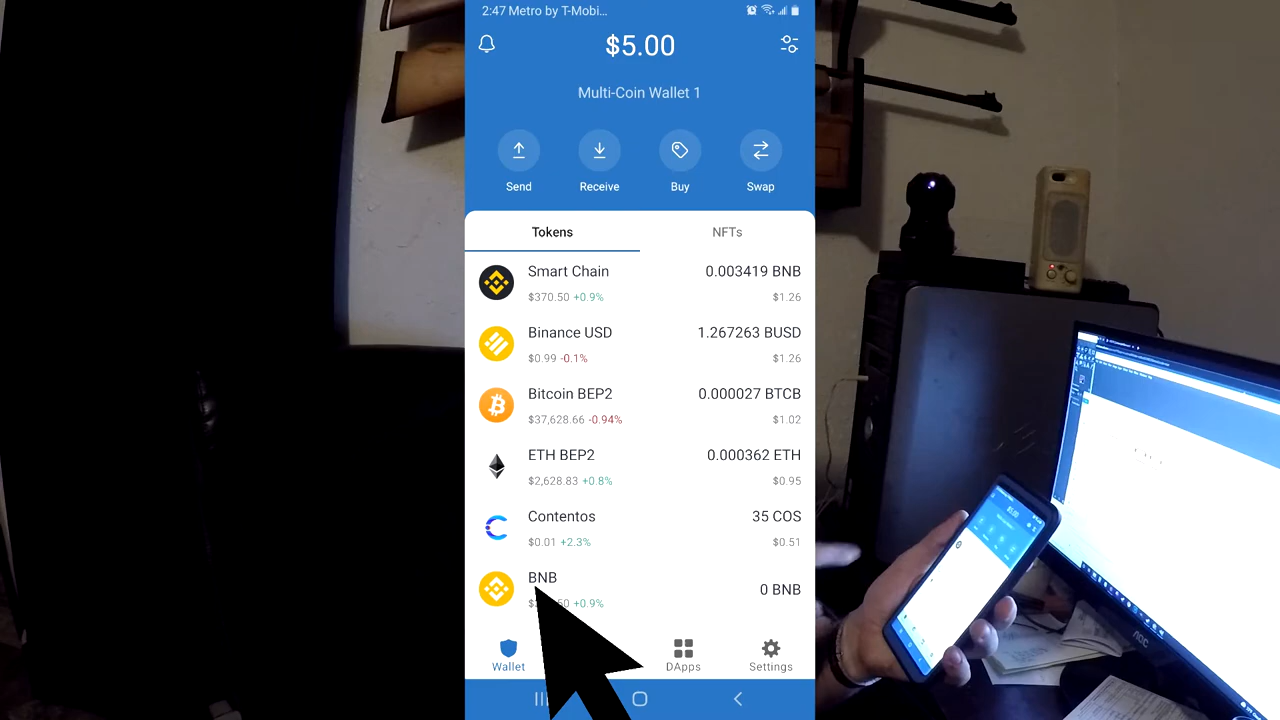 2:47 Metro by T-Mobi...
$5.00
Multi-Coin Wallet 1
Send Receive Buy Swap
Tokens NFTs
Smart Chain 0.003419 BNB
$370.50 +0.9% $1.26
Binance USD 1.267263 BUSD
$0.99 -0.1% $1.26
Bitcoin BEP2 0.000027 BTCB
$37,628.66 -0.94% $1.02
ETH BEP2 0.000362 ETH
$2,628.83 +0.8% $0.95
Contentos 35 COS
$0.01 +2.3% $0.51
BNB 0 BNB
+0.9%
Wallet DApps Settings
$5.00
AOC